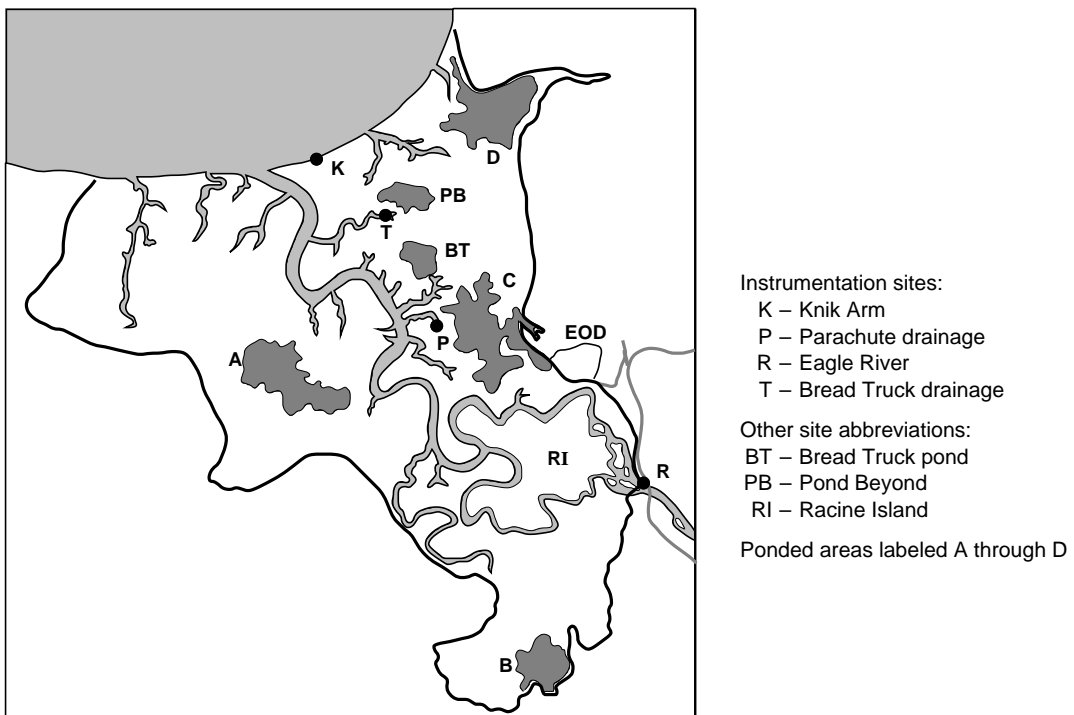 D
K
PB
T
BT
C
P
EOD
A
RI
R
B
Instrumentation sites:
K – Knik Arm
P – Parachute drainage
R – Eagle River
T – Bread Truck drainage
Other site abbreviations:
BT – Bread Truck pond
PB – Pond Beyond
RI – Racine Island
Ponded areas labeled A through D